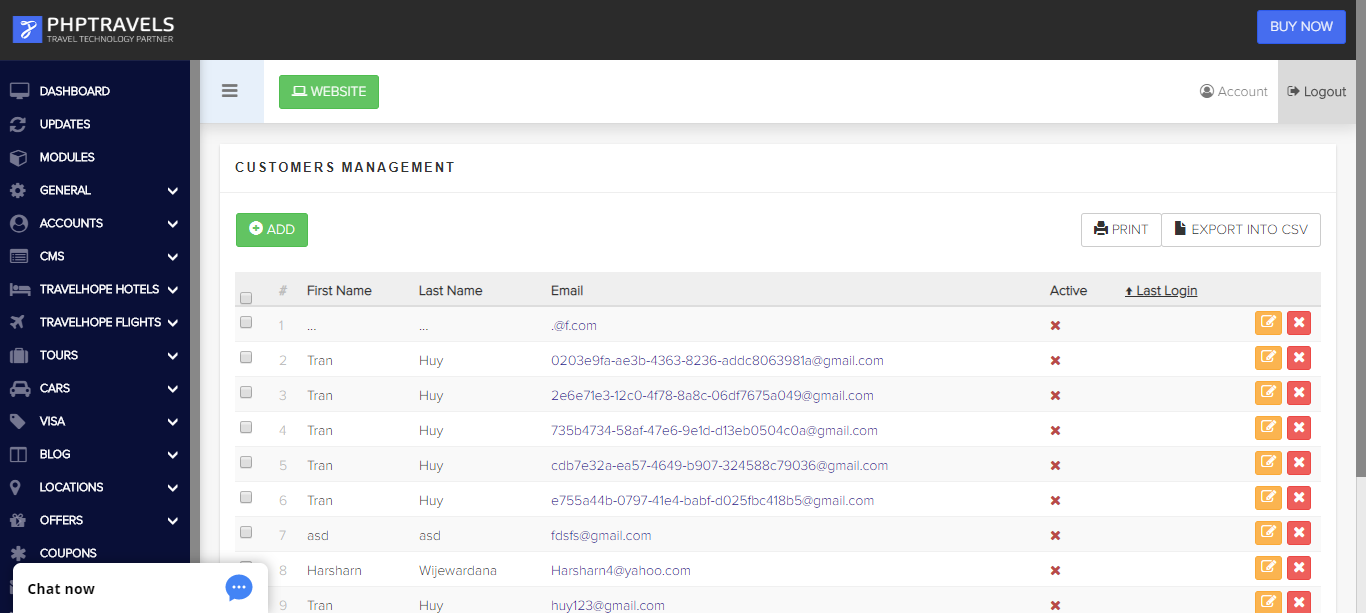 PHPTRAVELS
TRAVEL TECHNOLOGY PARTNER
BUY NOW
DASHBOARD
UPDATES
MODULES
GENERAL
ACCOUNTS
CMS
TRAVELHOPE HOTELS
TRAVELHOPE FLIGHTS
TOURS
CARS
VISA
BLOG
LOCATIONS
OFFERS
COUPONS
Chat now
WEBSITE
Account
Logout
CUSTOMERS MANAGEMENT
ADD
PRINT
EXPORT INTO CSV
# First Name Last Name Email Active Last Login
1 ... ... .@f.com
2 Tran Huy 0203e9fa-ae3b-4363-8236-addc8063981a@gmail.com
3 Tran Huy 2e6e71e3-12c0-4f78-8a8c-06df7675a049@gmail.com
4 Tran Huy 735b4734-58af-47e6-9e1d-d13eb0504c0a@gmail.com
5 Tran Huy cdb7e32a-ea57-4649-b907-324588c79036@gmail.com
6 Tran Huy e755a44b-0797-41e4-babf-d025fbc418b5@gmail.com
7 asd asd fdsfs@gmail.com
8 Harsharn Wijewardana Harsharn4@yahoo.com
9 Tran Huy huy123@gmail.com